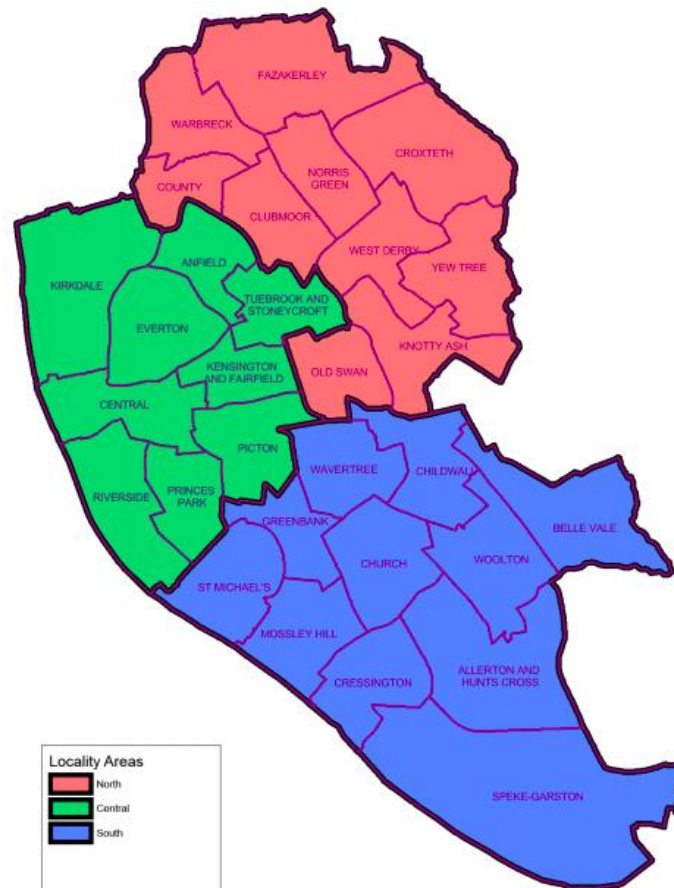 FAZAKERLEY
WARBRECK
CROXTETH
NORRIS
GREEN
COUNTY
CLUBMOOR
WEST DERBY
YEW TREE
ANFIELD
KIRKDALE
TUEBROOK AND
STONEYCROFT
EVERTON
KNOTTY ASH
OLD SWAN
KENSINGTON
AND FAIRFIELD
CENTRAL
PICTON
WAVERTREE
CHILDWALL
RIVERSIDE
PRINCES
PARK
GREENBANK
BELLE VALE
CHURCH
WOOLTON
ST MICHAEL'S
MOSSLEY HILL
ALLERTON AND
HUNTS CROSS
CRESSINGTON
SPEKE-GARSTON
Locality Areas
North
Central
South